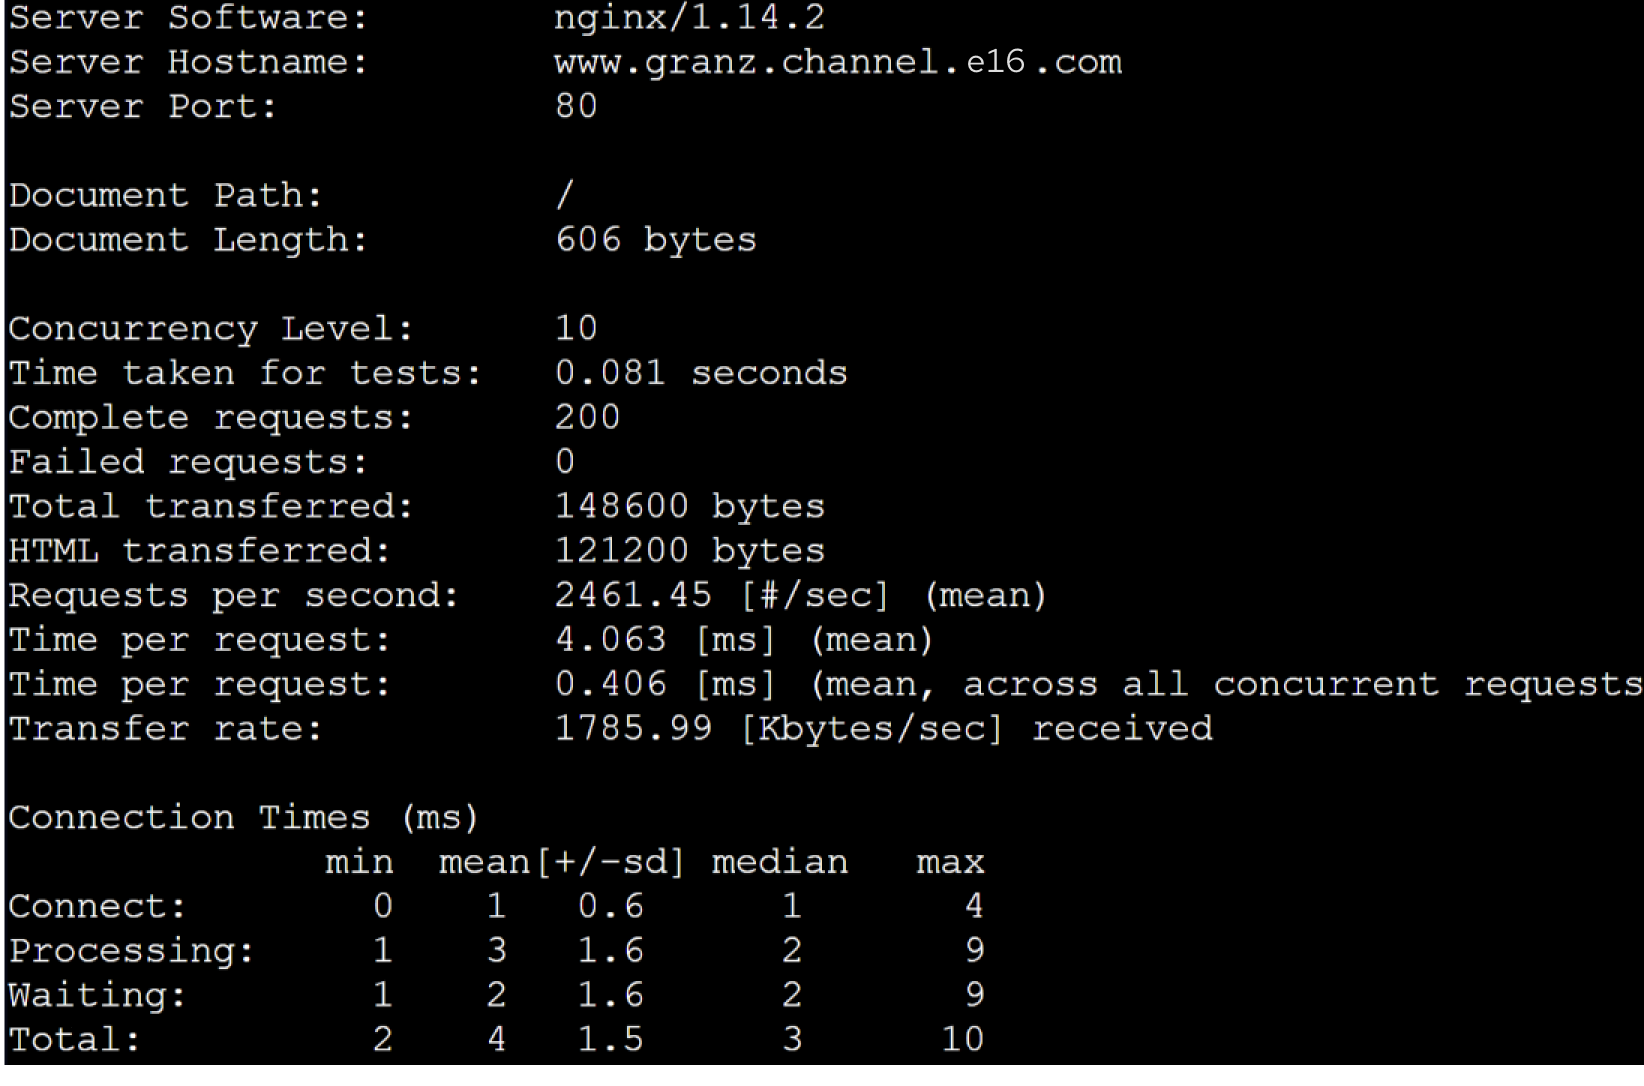 Server Software: nginx/1.14.2
Server Hostname: www.granz.channel.e16.com
Server Port: 80
Document Path: /
Document Length: 606 bytes
Concurrency Level: 10
Time taken for tests: 0.081 seconds
Complete requests: 200
Failed requests: 0
Total transferred: 148600 bytes
HTML transferred: 121200 bytes
Requests per second: 2461.45 [#/sec] (mean)
Time per request: 4.063 [ms] (mean)
Time per request: 0.406 [ms] (mean, across all concurrent requests
Transfer rate: 1785.99 [Kbytes/sec] received
Connection Times (ms)
min mean[+/-sd] median max
Connect: 0 1 0.6 1 4
Processing: 1 3 1.6 2 9
Waiting: 1 2 1.6 2 9
Total: 2 4 1.5 3 10